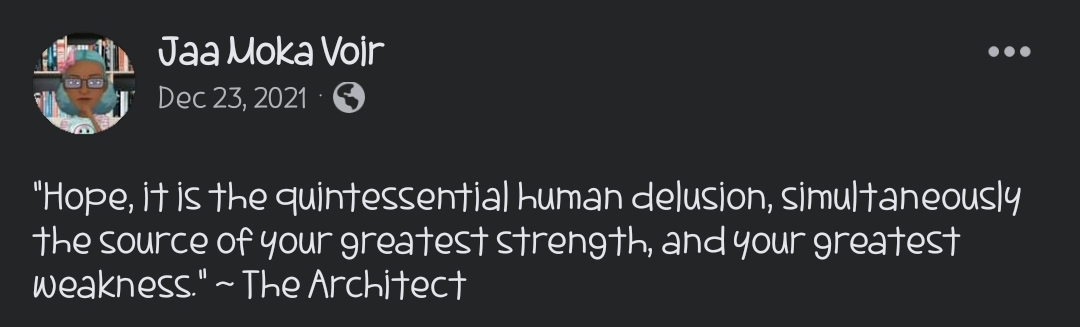 Jaa Moka Voir
Dec 23, 2021 ·
"Hope, it is the quintessential human delusion, simultaneously
the source of your greatest strength, and your greatest
weakness." ~ The Architect